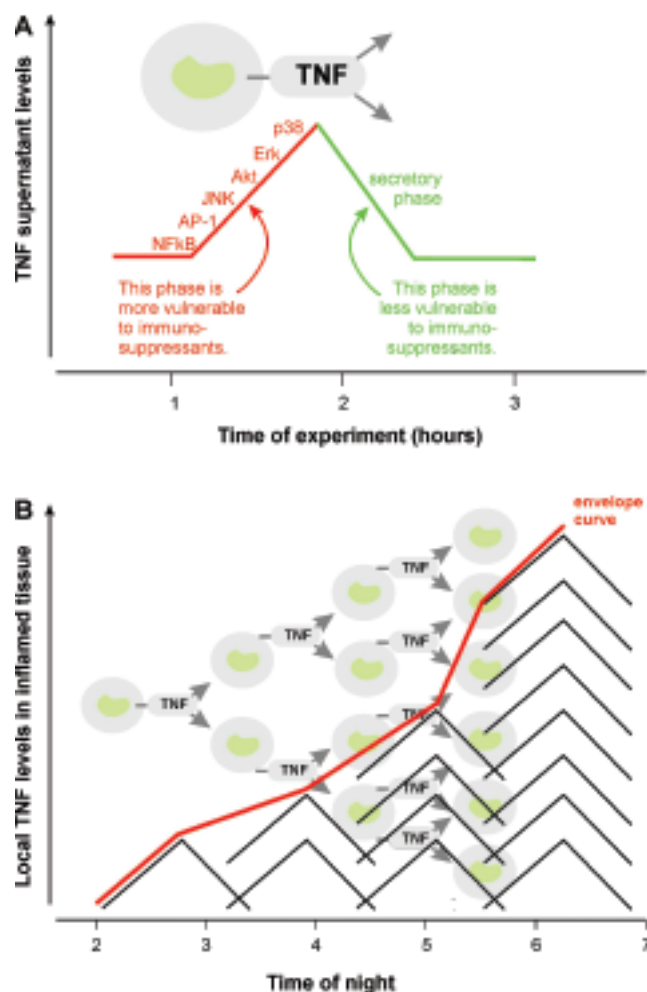 A
TNF supernatant levels
TNF
p38
Erk
Akt
JNK
AP-1
NFkB
secretory
phase
This phase is
more vulnerable
to immuno-
suppressants.
This phase is
less vulnerable
to immuno-
suppressants.
1
2
3
Time of experiment (hours)
B
Local TNF levels in inflamed tissue
envelope
curve
TNF
TNF
TNF
TNF
TNF
TNF
TNF
TNF
2
3
4
5
6
7
Time of night